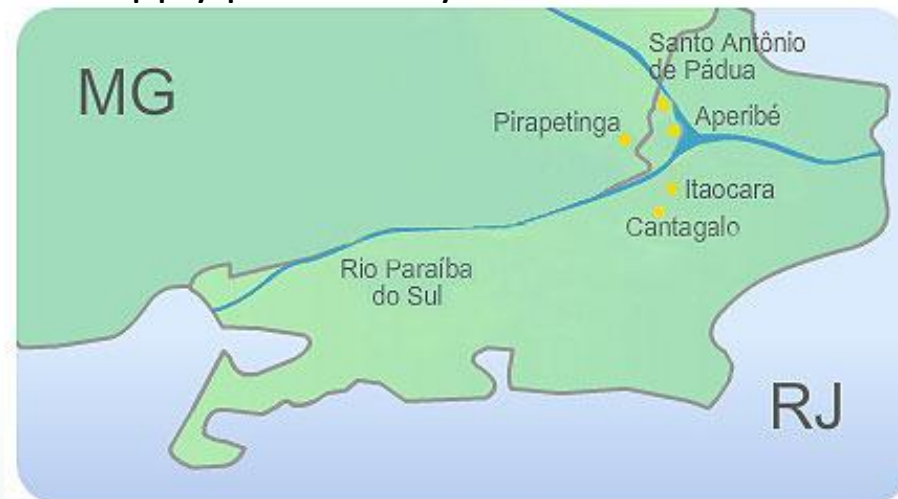 MG
Santo Antônio
de Pádua
Pirapetinga
Aperibé
Itaocara
Cantagalo
Rio Paraíba
do Sul
RJ